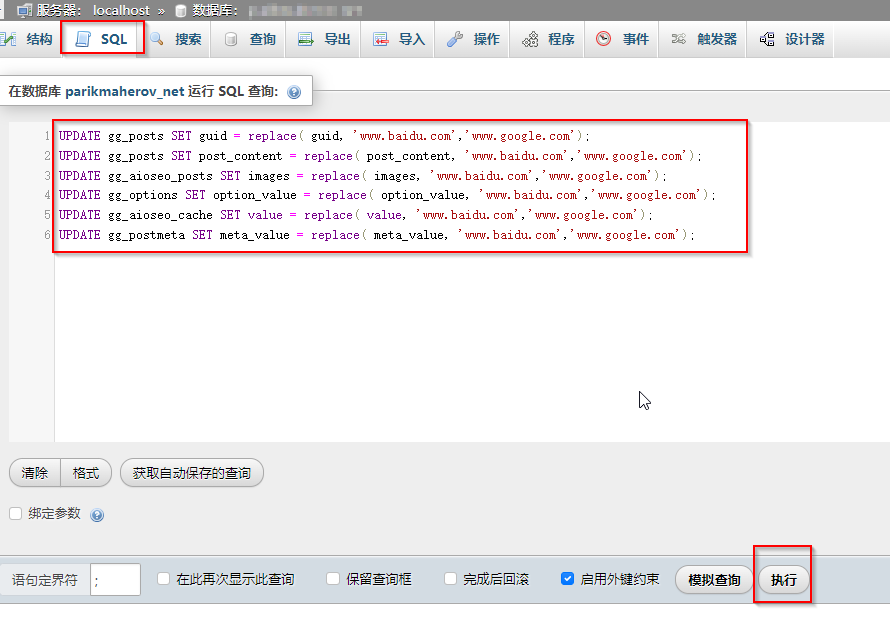 服务器: localhost » 数据库:
结构 SQL 搜索 查询 导出 导入 操作 程序 事件 触发器 设计器
在数据库 parikmaherov_net 运行 SQL 查询:
1 UPDATE gg_posts SET guid = replace( guid, 'www.baidu.com','www.google.com');
2 UPDATE gg_posts SET post_content = replace( post_content, 'www.baidu.com','www.google.com');
3 UPDATE gg_aioseo_posts SET images = replace( images, 'www.baidu.com','www.google.com');
4 UPDATE gg_options SET option_value = replace( option_value, 'www.baidu.com','www.google.com');
5 UPDATE gg_aioseo_cache SET value = replace( value, 'www.baidu.com','www.google.com');
6 UPDATE gg_postmeta SET meta_value = replace( meta_value, 'www.baidu.com','www.google.com');
清除 格式 获取自动保存的查询
绑定参数
语句定界符 ; 在此再次显示此查询 保留查询框 完成后回滚 启用外键约束 模拟查询 执行